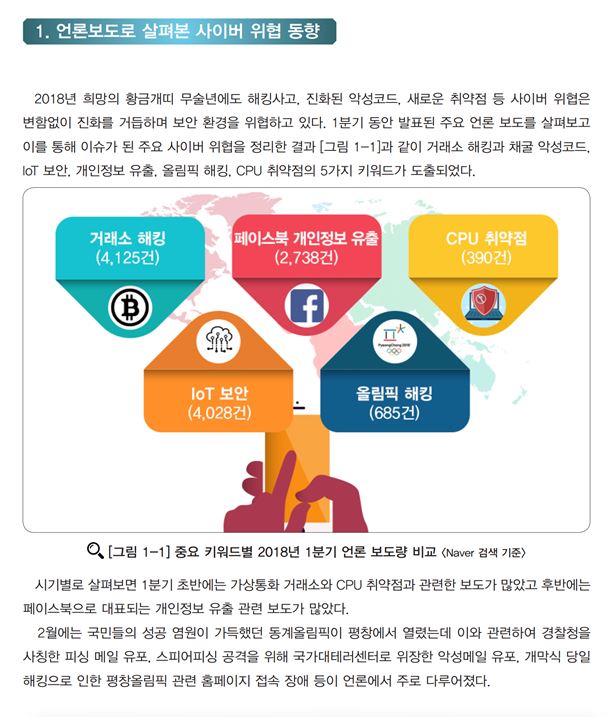 1. 언론보도로 살펴본 사이버 위협 동향
2018년 희망의 황금개띠 무술년에도 해킹사고, 진화된 악성코드, 새로운 취약점 등 사이버 위협은
변함없이 진화를 거듭하며 보안 환경을 위협하고 있다. 1분기 동안 발표된 주요 언론 보도를 살펴보고
이를 통해 이슈가 된 주요 사이버 위협을 정리한 결과 [그림 1-1]과 같이 거래소 해킹과 채굴 악성코드,
IoT 보안, 개인정보 유출, 올림픽 해킹, CPU 취약점의 5가지 키워드가 도출되었다.
거래소 해킹
(4,125건)
페이스북 개인정보 유출
(2,738건)
CPU 취약점
(390건)
PyeongChang 2018
IoT 보안
(4,028건)
올림픽 해킹
(685건)
[그림 1-1] 중요 키워드별 2018년 1분기 언론 보도량 비교 <Naver 검색 기준>
시기별로 살펴보면 1분기 초반에는 가상통화 거래소와 CPU 취약점과 관련한 보도가 많았고 후반에는
페이스북으로 대표되는 개인정보 유출 관련 보도가 많았다.
2월에는 국민들의 성공 염원이 가득했던 동계올림픽이 평창에서 열렸는데 이와 관련하여 경찰청을
사칭한 피싱 메일 유포, 스피어피싱 공격을 위해 국가대테러센터로 위장한 악성메일 유포, 개막식 당일
해킹으로 인한 평창올림픽 관련 홈페이지 접속 장애 등이 언론에서 주로 다루어졌다.